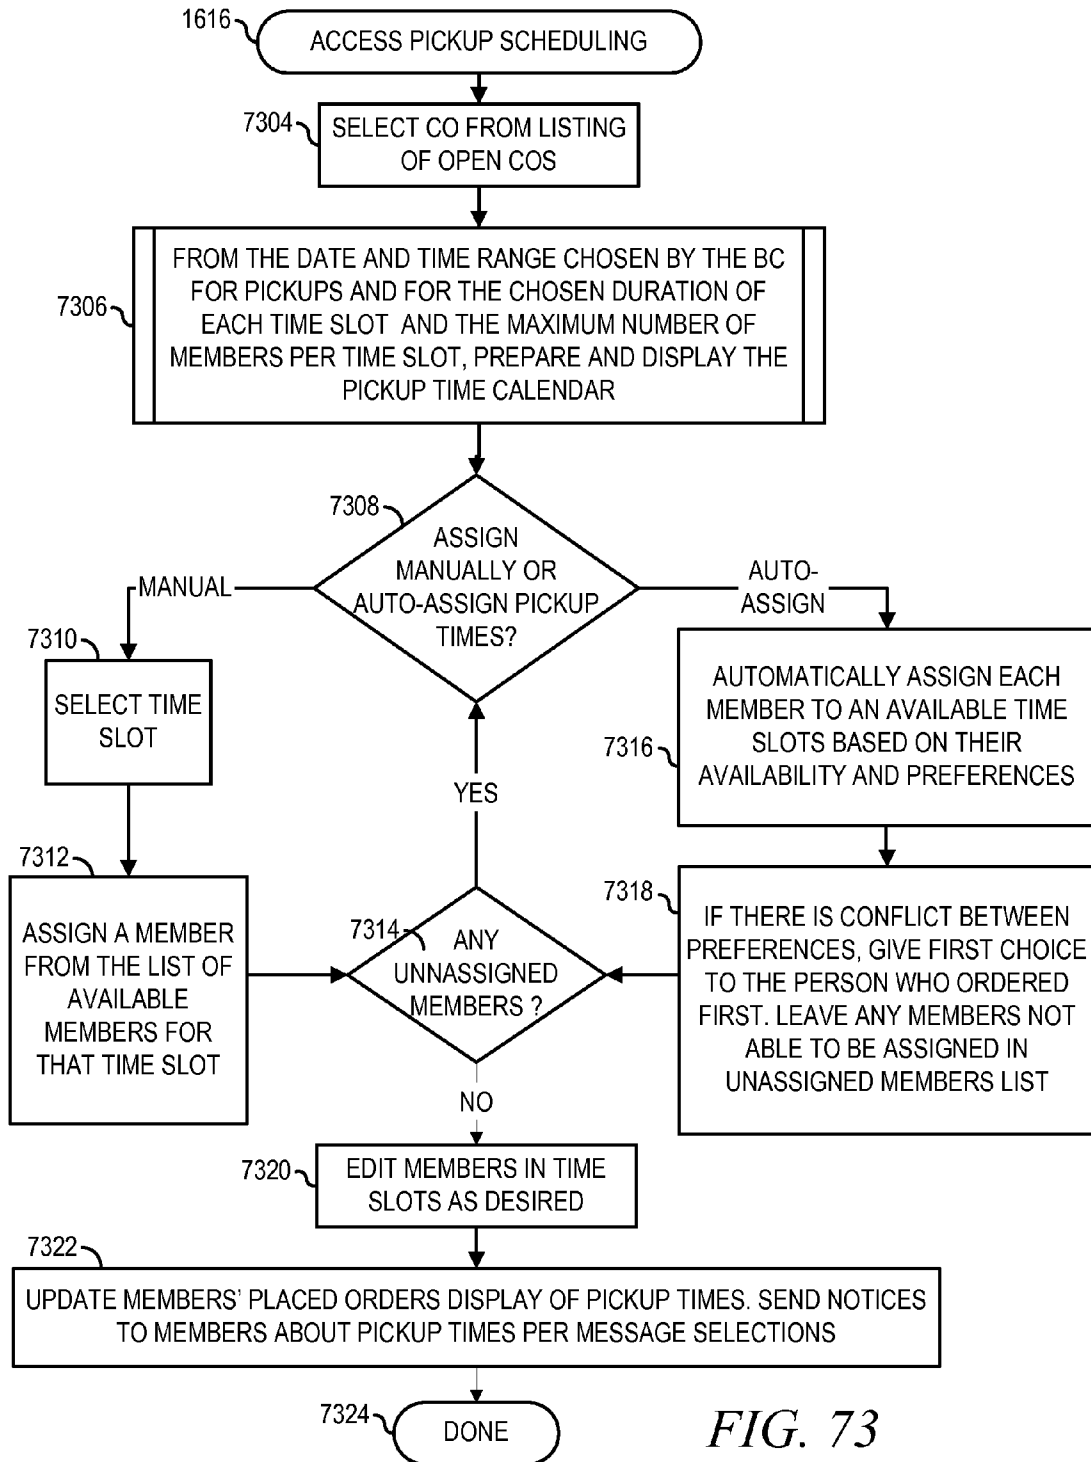 1616
ACCESS PICKUP SCHEDULING
7304
SELECT CO FROM LISTING
OF OPEN COS
7306
FROM THE DATE AND TIME RANGE CHOSEN BY THE BC
FOR PICKUPS AND FOR THE CHOSEN DURATION OF
EACH TIME SLOT AND THE MAXIMUM NUMBER OF
MEMBERS PER TIME SLOT, PREPARE AND DISPLAY THE
PICKUP TIME CALENDAR
7308
ASSIGN
MANUALLY OR
AUTO-ASSIGN PICKUP
TIMES?
MANUAL
AUTO-
ASSIGN
7310
SELECT TIME
SLOT
7316
AUTOMATICALLY ASSIGN EACH
MEMBER TO AN AVAILABLE TIME
SLOTS BASED ON THEIR
AVAILABILITY AND PREFERENCES
YES
7312
ASSIGN A MEMBER
FROM THE LIST OF
AVAILABLE
MEMBERS FOR
THAT TIME SLOT
7314
ANY
UNNASSIGNED
MEMBERS ?
7318
IF THERE IS CONFLICT BETWEEN
PREFERENCES, GIVE FIRST CHOICE
TO THE PERSON WHO ORDERED
FIRST. LEAVE ANY MEMBERS NOT
ABLE TO BE ASSIGNED IN
UNASSIGNED MEMBERS LIST
NO
7320
EDIT MEMBERS IN TIME
SLOTS AS DESIRED
7322
UPDATE MEMBERS' PLACED ORDERS DISPLAY OF PICKUP TIMES. SEND NOTICES
TO MEMBERS ABOUT PICKUP TIMES PER MESSAGE SELECTIONS
7324
DONE
FIG. 73